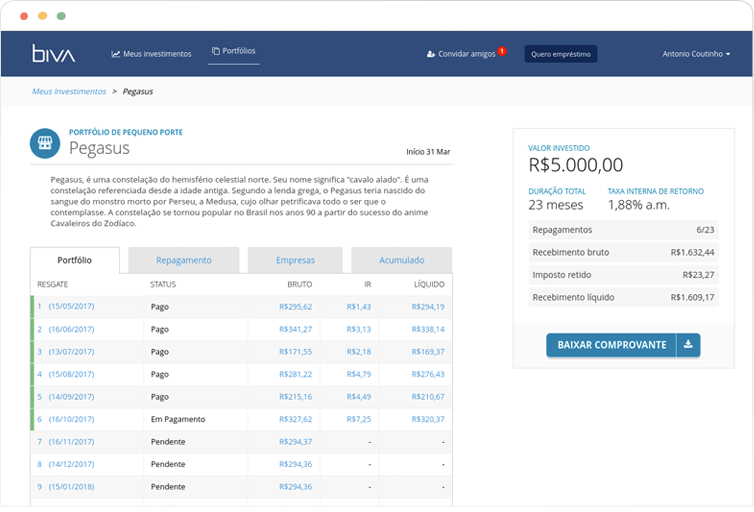 biva
Meus investimentos
Portfólios
Convidar amigos 1
Quero empréstimo
Antonio Coutinho
Meus Investimentos > Pegasus
PORTFÓLIO DE PEQUENO PORTE
Pegasus
Início 31 Mar
Pegasus, é uma constelação do hemisfério celestial norte. Seu nome significa "cavalo alado". É uma
constelação referenciada desde a idade antiga. Segundo a lenda grega, o Pegasus teria nascido do
sangue do monstro morto por Perseu, a Medusa, cujo olhar petrificava todo o ser que o
contemplasse. A constelação se tornou popular no Brasil nos anos 90 a partir do sucesso do anime
Cavaleiros do Zodíaco.
Portfólio Repagamento Empresas Acumulado
RESGATE STATUS BRUTO IR LÍQUIDO
1 (15/05/2017) Pago R$295,62 R$1,43 R$294,19
2 (16/06/2017) Pago R$341,27 R$3,13 R$338,14
3 (13/07/2017) Pago R$171,55 R$2,18 R$169,37
4 (15/08/2017) Pago R$281,22 R$4,79 R$276,43
5 (14/09/2017) Pago R$215,16 R$4,49 R$210,67
6 (16/10/2017) Em Pagamento R$327,62 R$7,25 R$320,37
7 (16/11/2017) Pendente R$294,37 - -
8 (14/12/2017) Pendente R$294,36 - -
9 (15/01/2018) Pendente R$294,36 - -
VALOR INVESTIDO
R$5.000,00
DURAÇÃO TOTAL TAXA INTERNA DE RETORNO
23 meses 1,88% a.m.
Repagamentos 6/23
Recebimento bruto R$1.632,44
Imposto retido R$23,27
Recebimento líquido R$1.609,17
BAIXAR COMPROVANTE